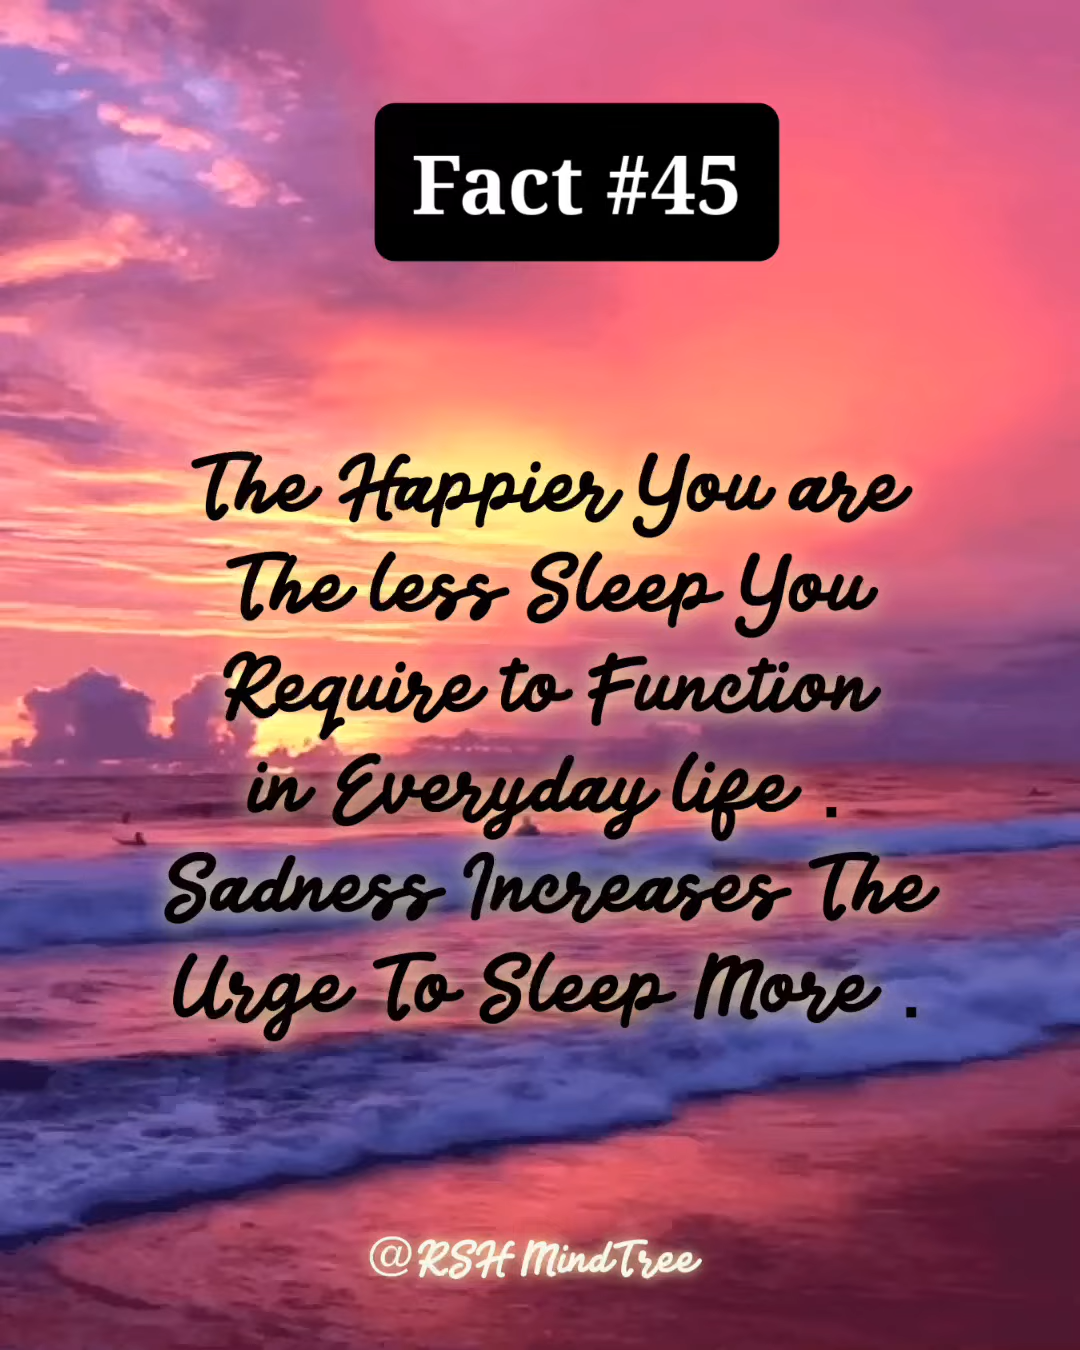 Fact #45
The Happier You are
The less Sleep You
Require to Function
in Everyday life .
Sadness Increases The
Urge To Sleep More .
@RSH MindTree